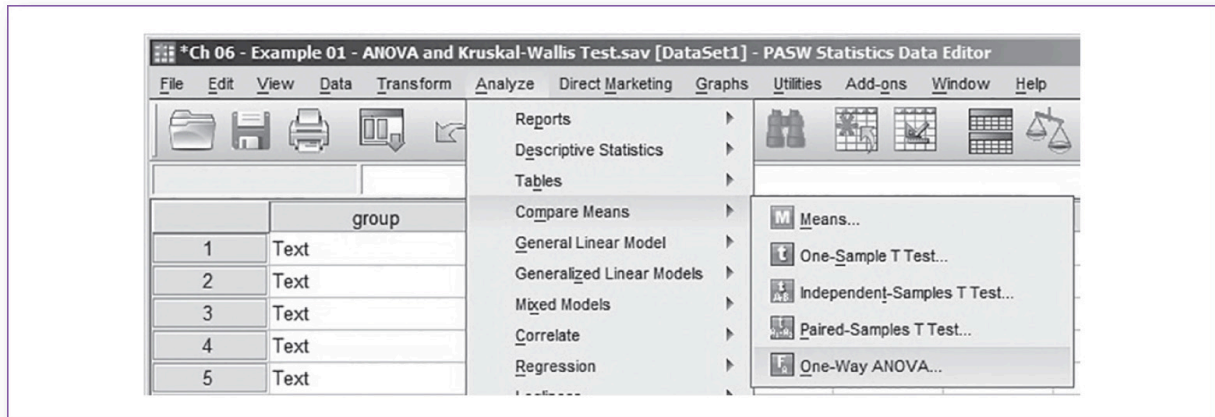 *Ch 06 - Example 01 - ANOVA and Kruskal-Wallis Test.sav [DataSet1] - PASW Statistics Data Editor
File Edit View Data Transform Analyze Direct Marketing Graphs Utilities Add-ons Window Help
Reports
Descriptive Statistics
Tables
Compare Means
General Linear Model
Generalized Linear Models
Mixed Models
Correlate
Regression
Means...
One-Sample T Test...
Independent-Samples T Test...
Paired-Samples T Test...
One-Way ANOVA...
group
1 Text
2 Text
3 Text
4 Text
5 Text